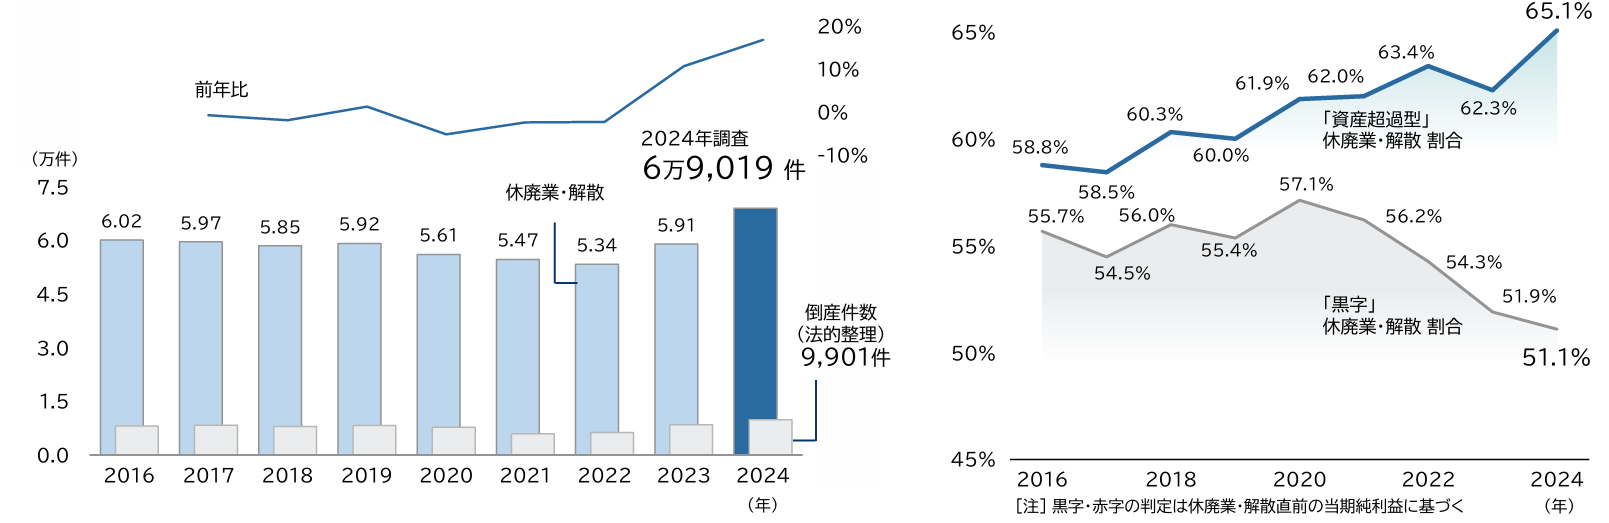 20%
10%
0%
-10%
前年比
2024年調査
6万9,019 件
(万件)
7.5
6.0
4.5
3.0
1.5
0.0
休廃業・解散
6.02
5.97
5.85
5.92
5.61
5.47
5.34
5.91
倒産件数
(法的整理)
9,901件
2016 2017 2018 2019 2020 2021 2022 2023 2024
(年)
65%
60%
55%
50%
45%
58.8%
58.5%
60.3%
60.0%
61.9%
62.0%
63.4%
62.3%
65.1%
「資産超過型」
休廃業・解散 割合
55.7%
54.5%
56.0%
55.4%
57.1%
56.2%
54.3%
51.9%
51.1%
「黒字」
休廃業・解散 割合
2016 2018 2020 2022 2024
[注] 黒字・赤字の判定は休廃業・解散直前の当期純利益に基づく
(年)